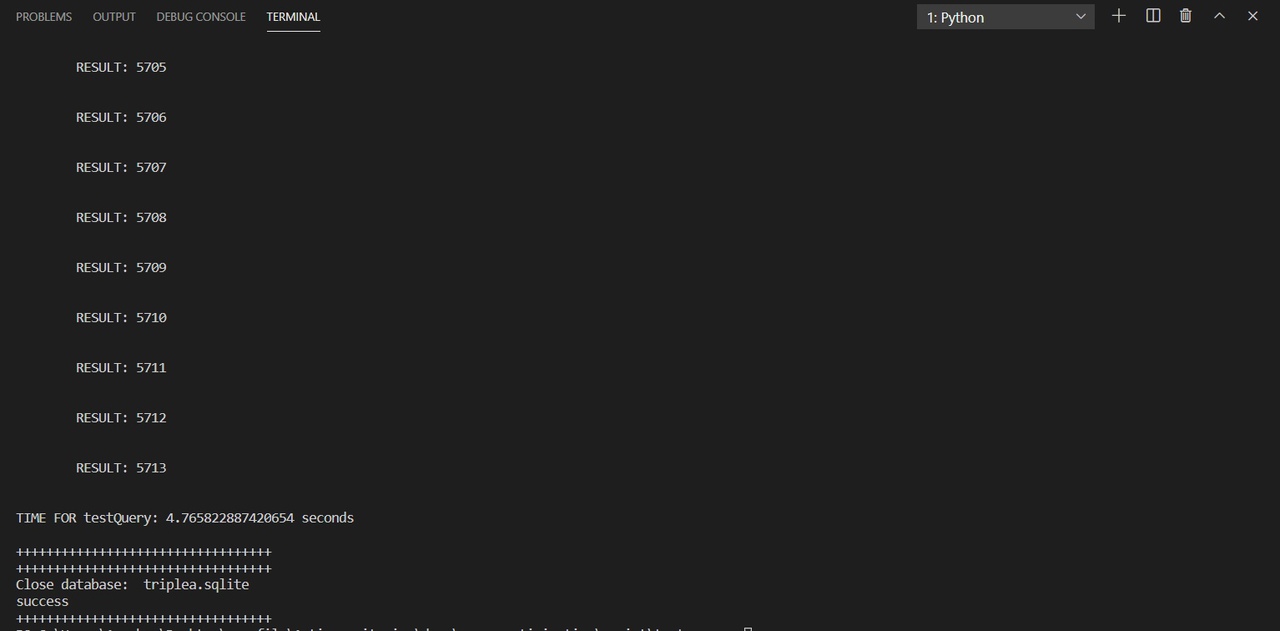 PROBLEMS OUTPUT DEBUG CONSOLE TERMINAL 1: Python
RESULT: 5705
RESULT: 5706
RESULT: 5707
RESULT: 5708
RESULT: 5709
RESULT: 5710
RESULT: 5711
RESULT: 5712
RESULT: 5713
TIME FOR testQuery: 4.765822887420654 seconds
++++++++++++++++++++++++++++++++++
++++++++++++++++++++++++++++++++++
Close database:  triplea.sqlite
success
++++++++++++++++++++++++++++++++++